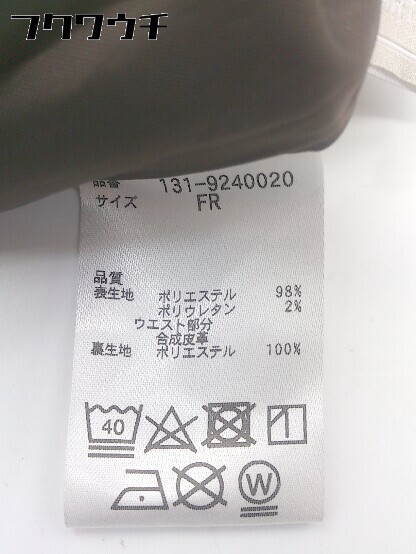 フクワウチ
品番 131-9240020
サイズ FR
品質
表生地 ポリエステル 98%
ポリウレタン 2%
ウエスト部分
合成皮革
裏生地 ポリエステル 100%
40
W